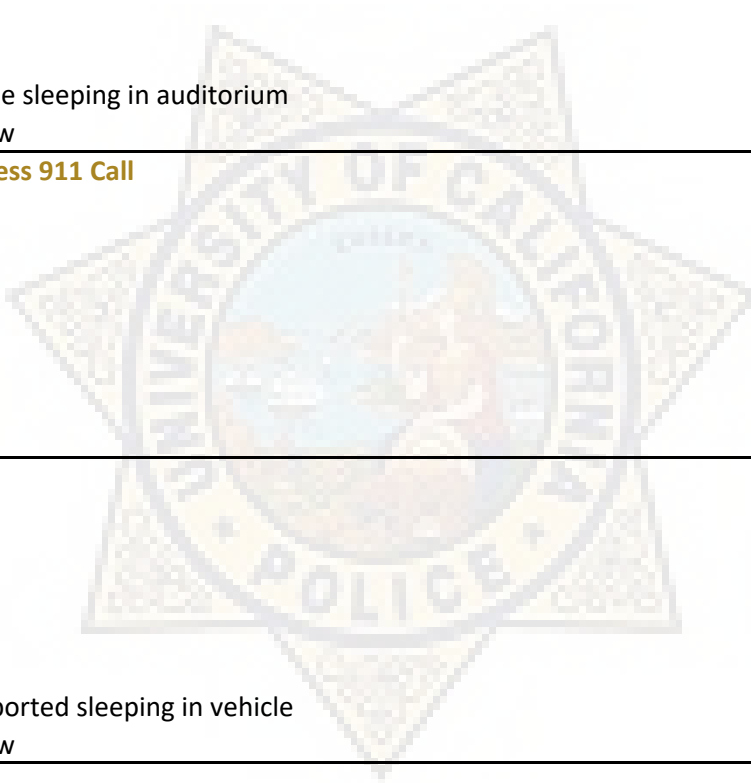 e sleeping in auditorium
w
ess 911 Call
UNIVERSITY OF CALIFORNIA
POLICE
ported sleeping in vehicle
w